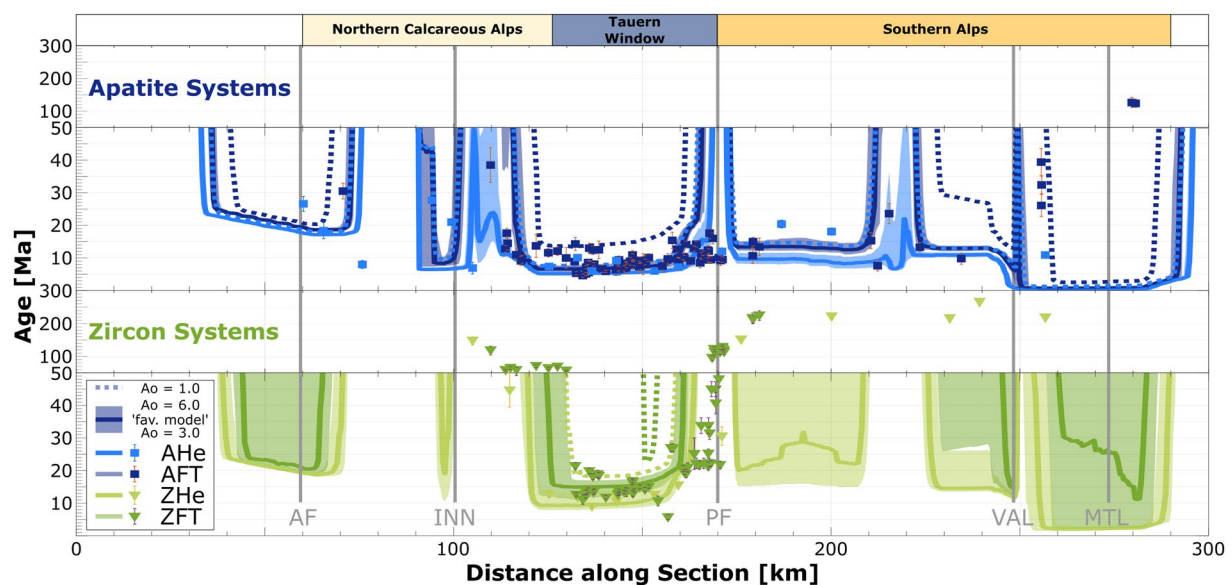 Northern Calcareous Alps
Tauern
Window
Southern Alps
300
200
100
Apatite Systems
50
40
30
20
10
300
200
100
Zircon Systems
50
40
30
20
10
Age [Ma]
Ao = 1.0
Ao = 6.0
'fav. model'
Ao = 3.0
AHe
AFT
ZHe
ZFT
AF
INN
PF
VAL
MTL
0
100
200
300
Distance along Section [km]